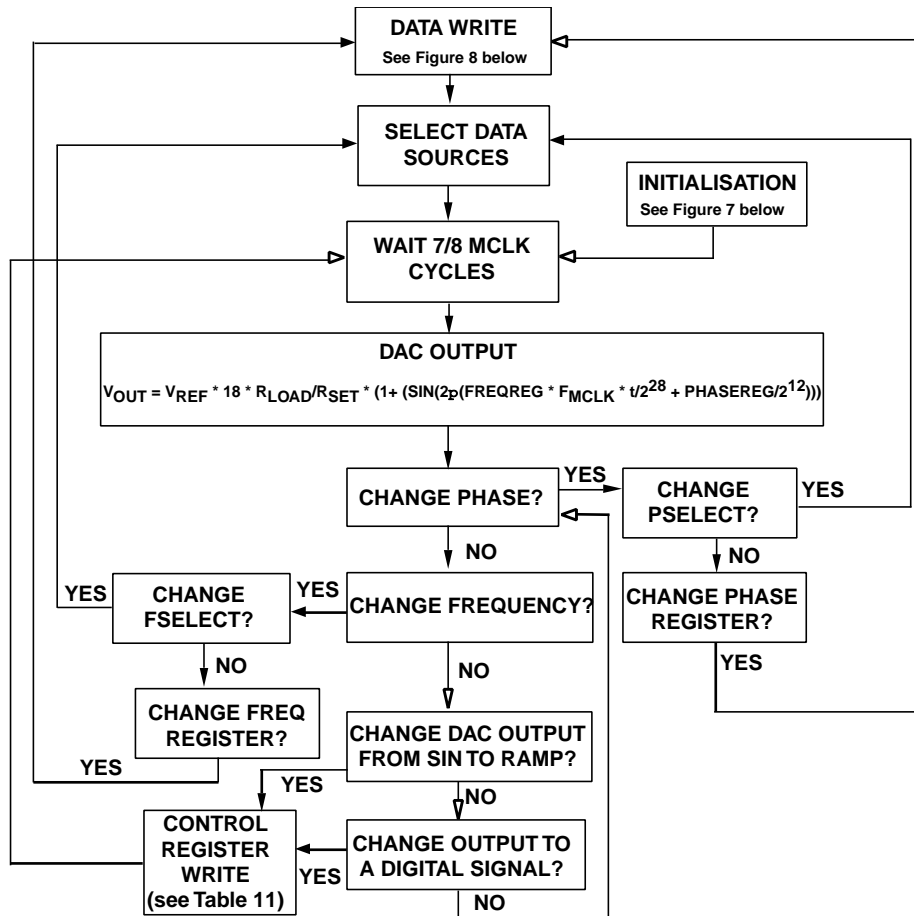 DATA WRITE
See Figure 8 below
SELECT DATA
SOURCES
INITIALISATION
See Figure 7 below
WAIT 7/8 MCLK
CYCLES
DAC OUTPUT
VOUT = VREF * 18 * RLOAD/RSET * (1+ (SIN(2p(FREQREG * FMCLK * t/2^28 + PHASEREG/2^12)))
CHANGE PHASE?
YES
CHANGE
PSELECT?
YES
NO
NO
CHANGE PHASE
REGISTER?
YES
CHANGE FREQUENCY?
YES
CHANGE
FSELECT?
YES
NO
NO
CHANGE FREQ
REGISTER?
YES
CHANGE DAC OUTPUT
FROM SIN TO RAMP?
YES
NO
CONTROL
REGISTER
WRITE
(see Table 11)
CHANGE OUTPUT TO
A DIGITAL SIGNAL?
YES
NO